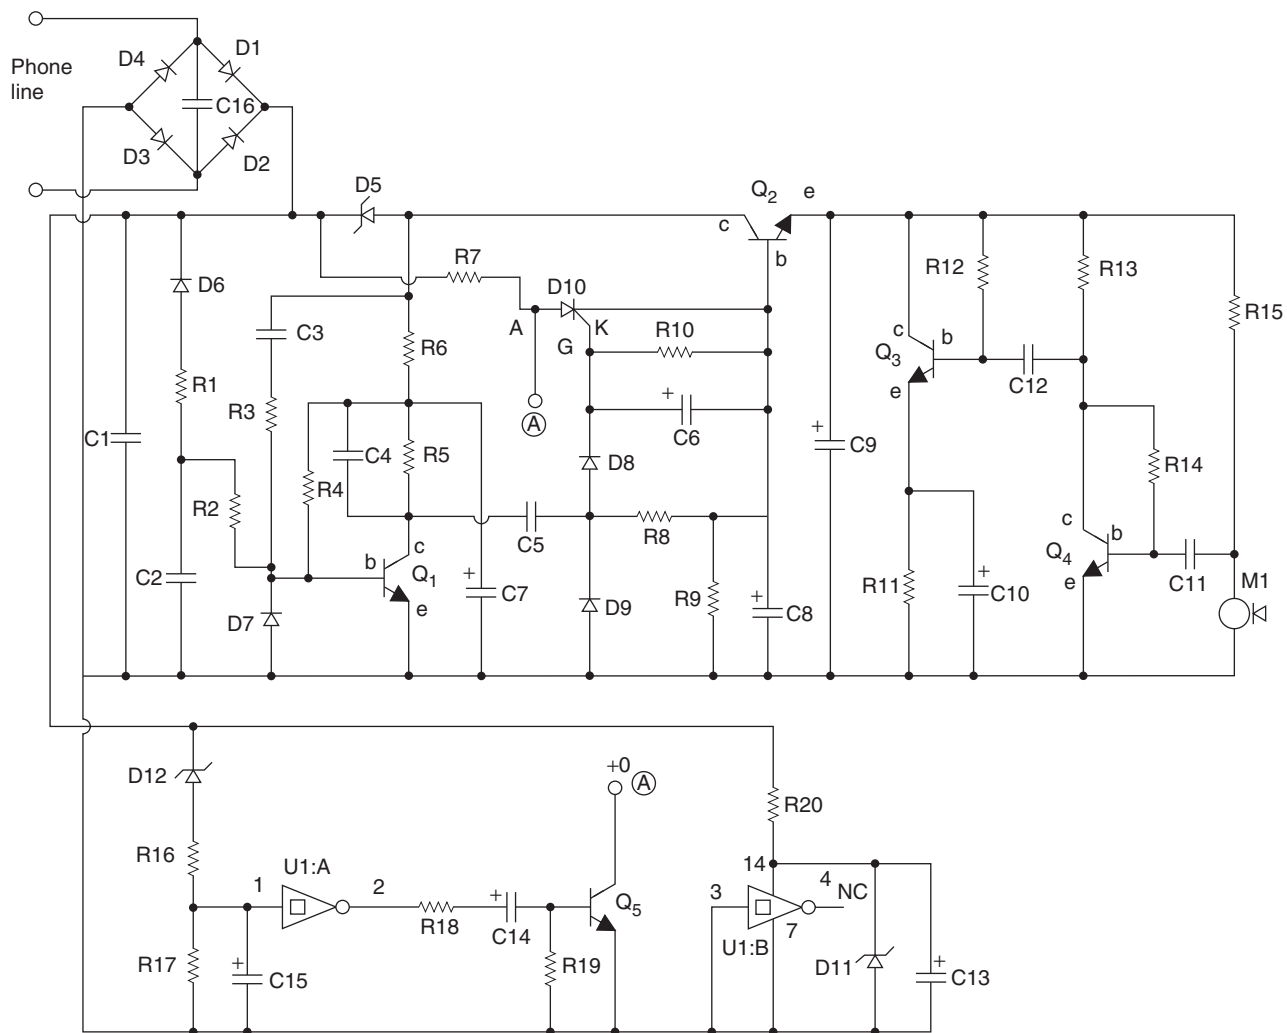 Phone
line
D4
D1
C16
D3
D2
D5
Q2
e
c
b
R7
D10
A
K
G
R10
A
C6
D6
C3
R6
R1
R3
C1
C4
R5
R4
R2
D8
C5
R8
C2
b
c
Q1
e
D7
C7
D9
R9
C8
C9
R12
R13
R15
c
b
Q3
e
C12
R14
c
b
Q4
e
C11
M1
R11
C10
D12
R16
U1:A
1
2
R17
C15
R18
C14
R19
+0
A
Q5
R20
14
3
4
NC
7
U1:B
D11
C13